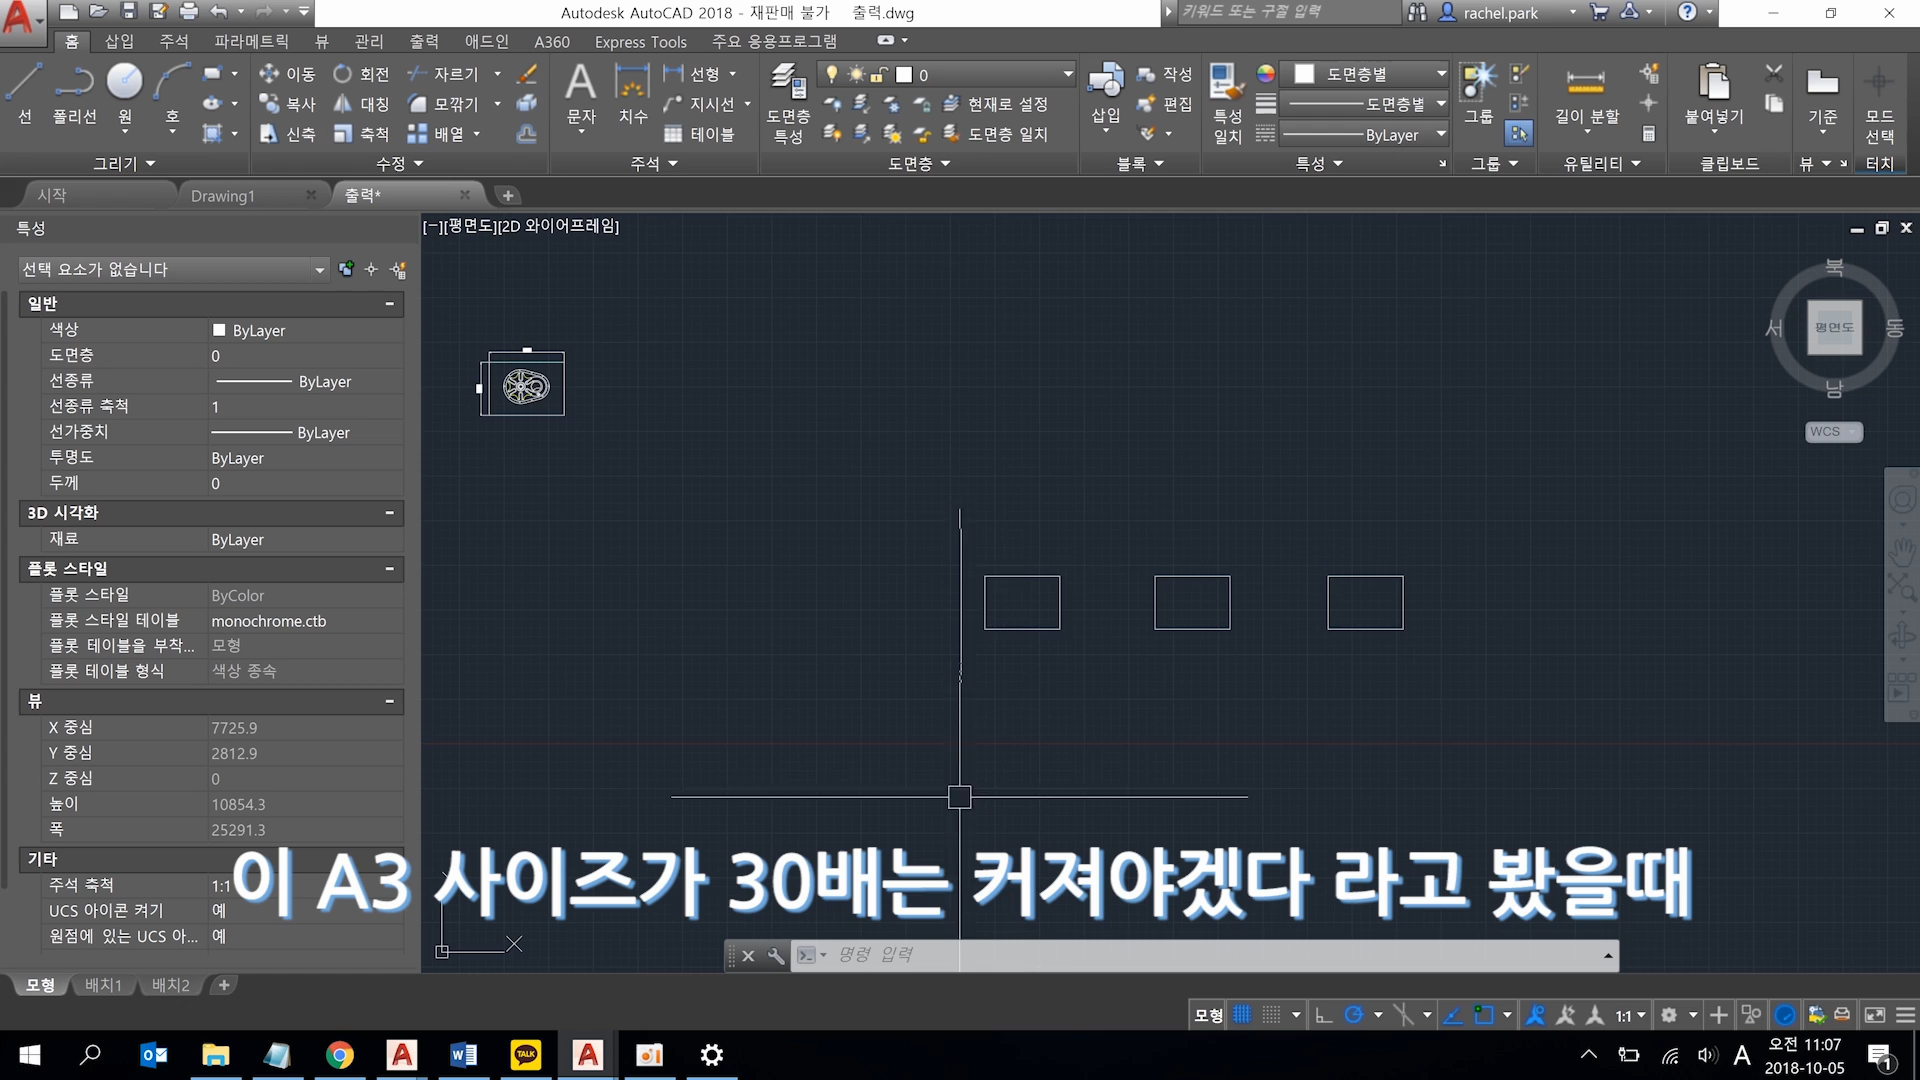 Autodesk AutoCAD 2018 - 재판매 불가 출력.dwg
키워드 또는 구절 입력
rachel.park
홈 삽입 주석 파라메트릭 뷰 관리 출력 애드인 A360 Express Tools 주요 응용프로그램
선 폴리선 원 호
이동 회전 자르기
복사 대칭 모깎기
신축 축척 배열
문자 치수
선형
지시선
테이블
도면층 특성
0
현재로 설정
도면층 일치
삽입
작성
편집
특성 일치
도면층별
도면층별
ByLayer
그룹
길이 분할
붙여넣기
기준
모드 선택
그리기 수정 주석 도면층 블록 특성 그룹 유틸리티 클립보드 뷰 터치
시작 Drawing1 출력*
특성
[−][평면도][2D 와이어프레임]
선택 요소가 없습니다
일반
색상 ByLayer
도면층 0
선종류 ByLayer
선종류 축척 1
선가중치 ByLayer
투명도 ByLayer
두께 0
3D 시각화
재료 ByLayer
플롯 스타일
플롯 스타일 ByColor
플롯 스타일 테이블 monochrome.ctb
플롯 테이블을 부착... 모형
플롯 테이블 형식 색상 종속
뷰
X 중심 7725.9
Y 중심 2812.9
Z 중심 0
높이 10854.3
폭 25291.3
기타
주석 축척 1:1
UCS 아이콘 켜기 예
원점에 있는 UCS 아... 예
북
서 평면도 동
남
WCS
이 A3 사이즈가 30배는 커져야겠다 라고 봤을때
명령 입력
모형 배치1 배치2
모형 1:1
TALK
A
오전 11:07
2018-10-05
1